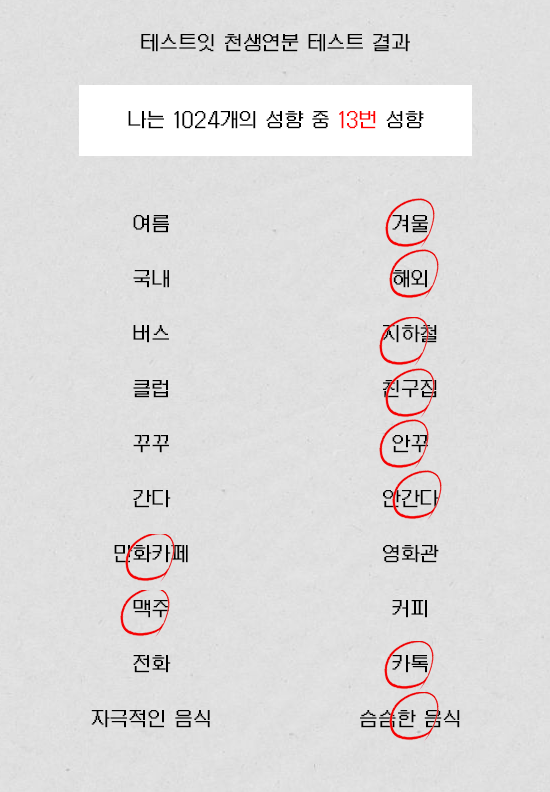 테스트잇 천생연분 테스트 결과
나는 1024개의 성향 중 13번 성향
여름 겨울
국내 해외
버스 지하철
클럽 친구집
꾸꾸 안꾸
간다 안간다
만화카페 영화관
맥주 커피
전화 카톡
자극적인 음식 슴슴한 음식